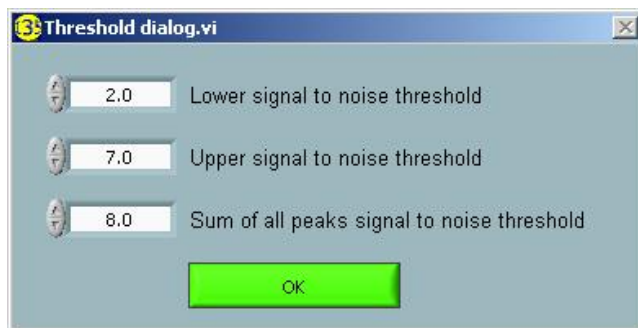 3 Threshold dialog.vi
2.0 Lower signal to noise threshold
7.0 Upper signal to noise threshold
8.0 Sum of all peaks signal to noise threshold
OK